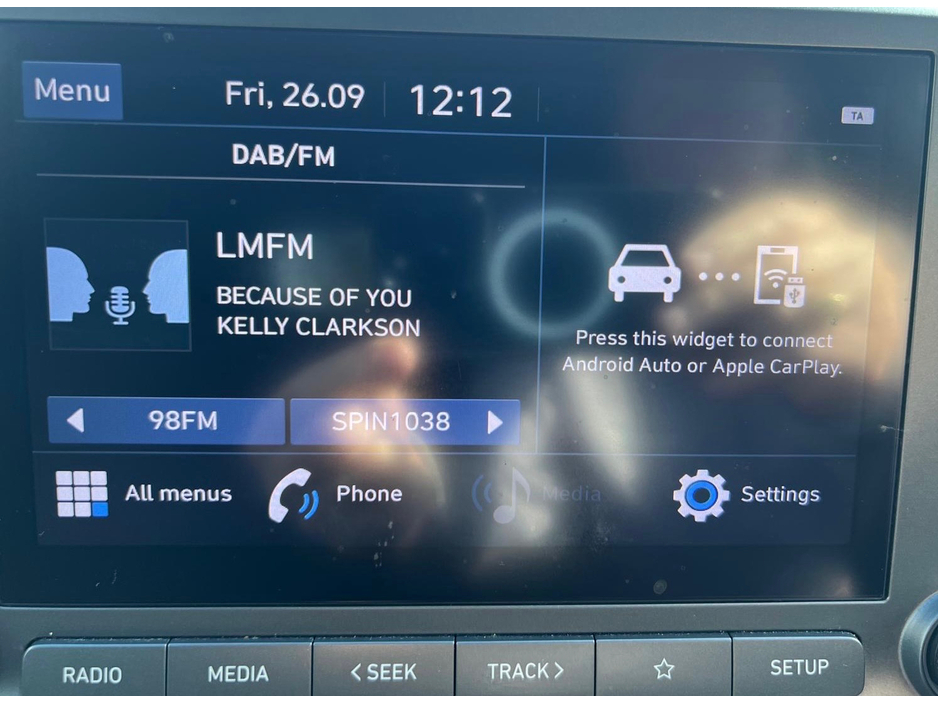 Menu
Fri, 26.09
12:12
TA
DAB/FM
LMFM
BECAUSE OF YOU
KELLY CLARKSON
Press this widget to connect
Android Auto or Apple CarPlay.
98FM
SPIN1038
All menus
Phone
Media
Settings
RADIO
MEDIA
< SEEK
TRACK >
SETUP